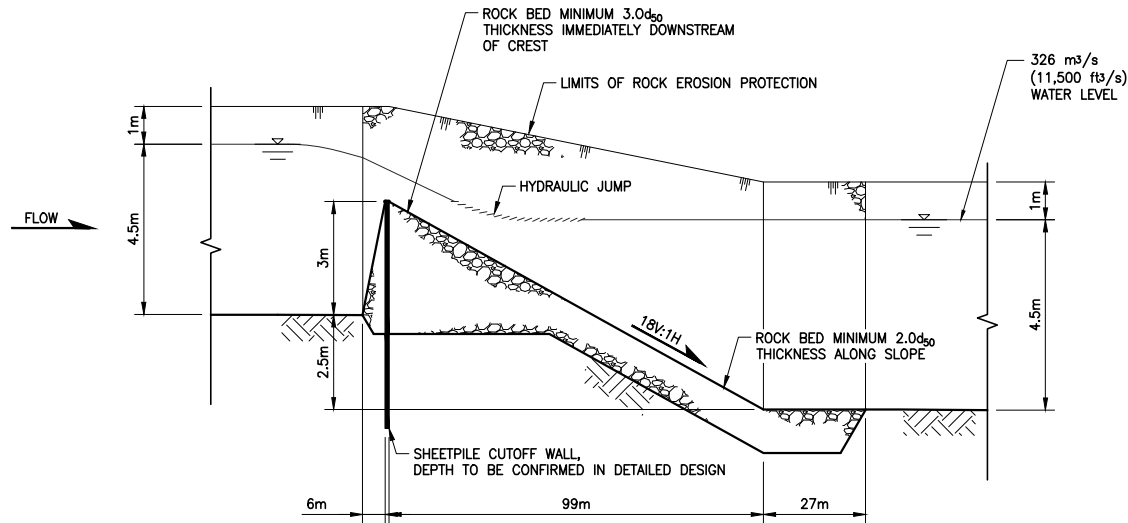 ROCK BED MINIMUM 3.0d50
THICKNESS IMMEDIATELY DOWNSTREAM
OF CREST
LIMITS OF ROCK EROSION PROTECTION
326 m³/s
(11,500 ft³/s)
WATER LEVEL
1m
HYDRAULIC JUMP
1m
FLOW
4.5m
3m
4.5m
18V:1H
ROCK BED MINIMUM 2.0d50
THICKNESS ALONG SLOPE
2.5m
SHEETPILE CUTOFF WALL,
DEPTH TO BE CONFIRMED IN DETAILED DESIGN
6m
99m
27m